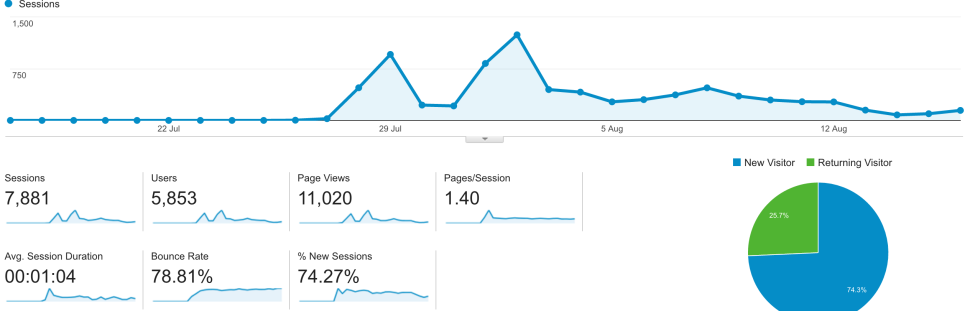 Sessions
1,500
750
22 Jul
29 Jul
5 Aug
12 Aug
New Visitor
Returning Visitor
Sessions
7,881
Users
5,853
Page Views
11,020
Pages/Session
1.40
25.7%
74.3%
Avg. Session Duration
00:01:04
Bounce Rate
78.81%
% New Sessions
74.27%